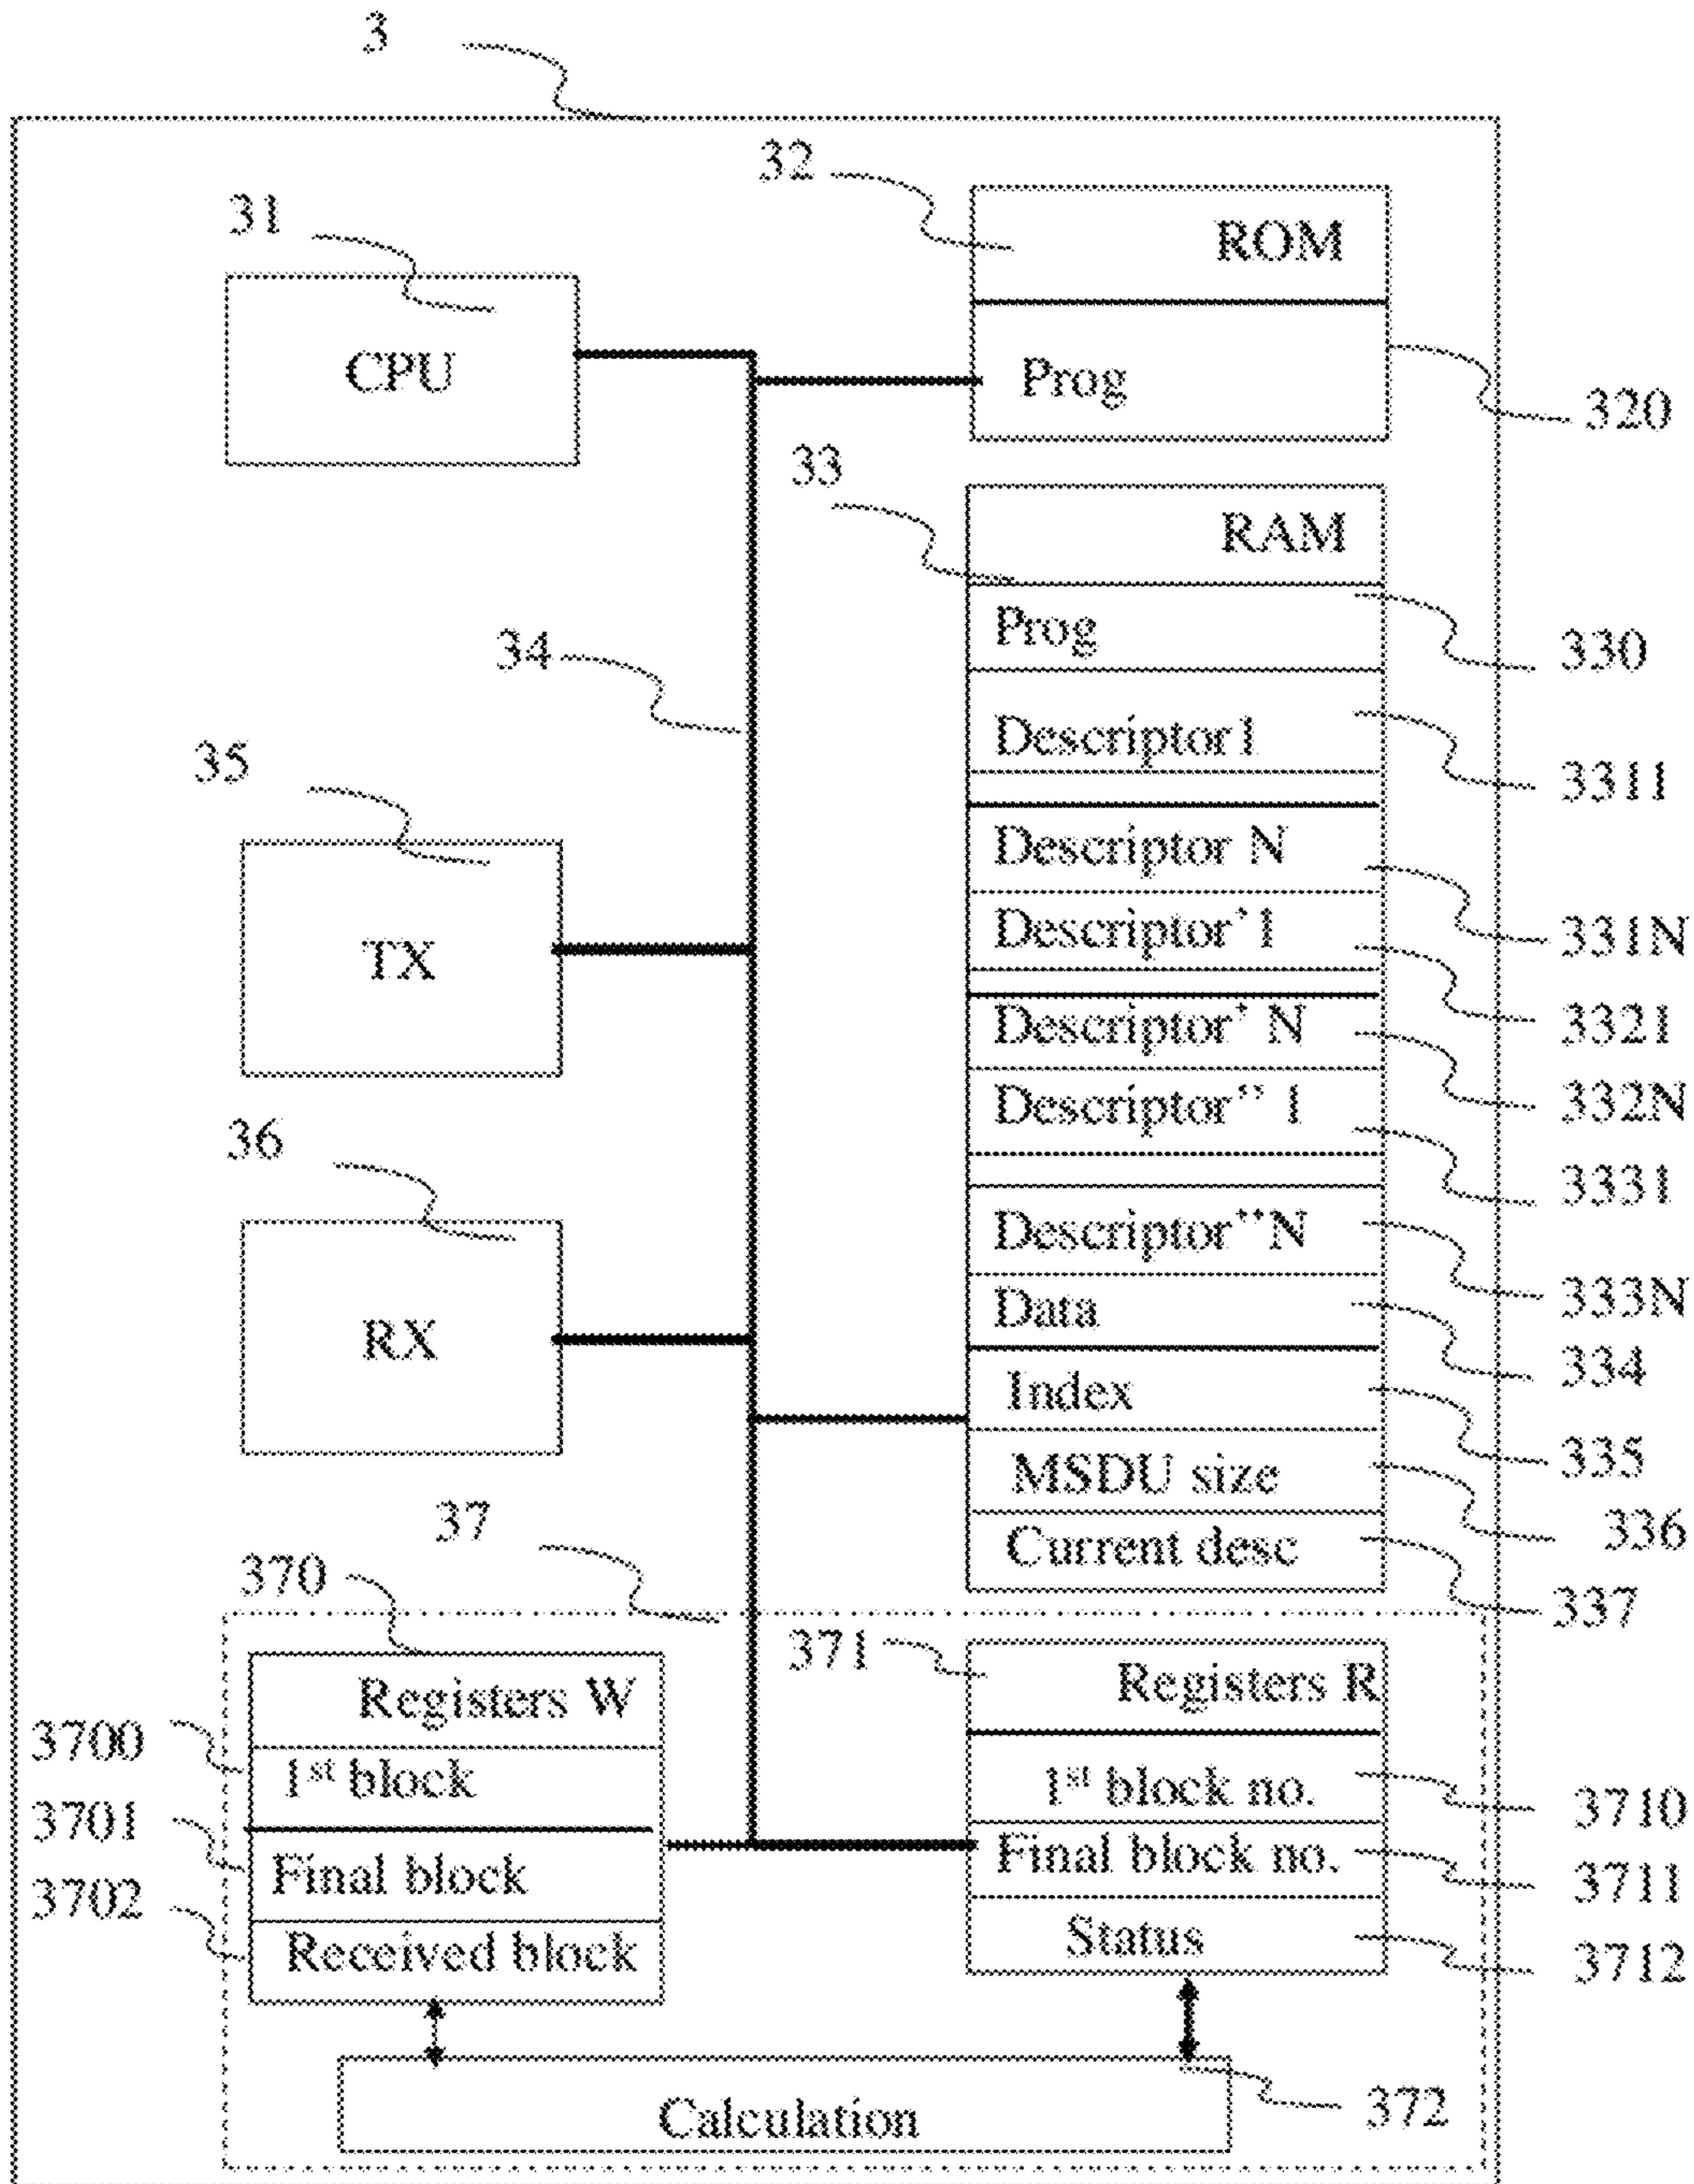 3
32
31
ROM
CPU
Prog
320
33
RAM
Prog
34
330
Descriptor1
35
3311
Descriptor N
Descriptor'1
331N
TX
Descriptor' N
3321
Descriptor'' 1
332N
36
3331
Descriptor''N
333N
Data
RX
334
Index
335
MSDU size
37
336
Current desc
370
337
371
Registers W
Registers R
3700
1st block
1st block no.
3710
3701
Final block
Final block no.
3711
3702
Received block
Status
3712
372
Calculation